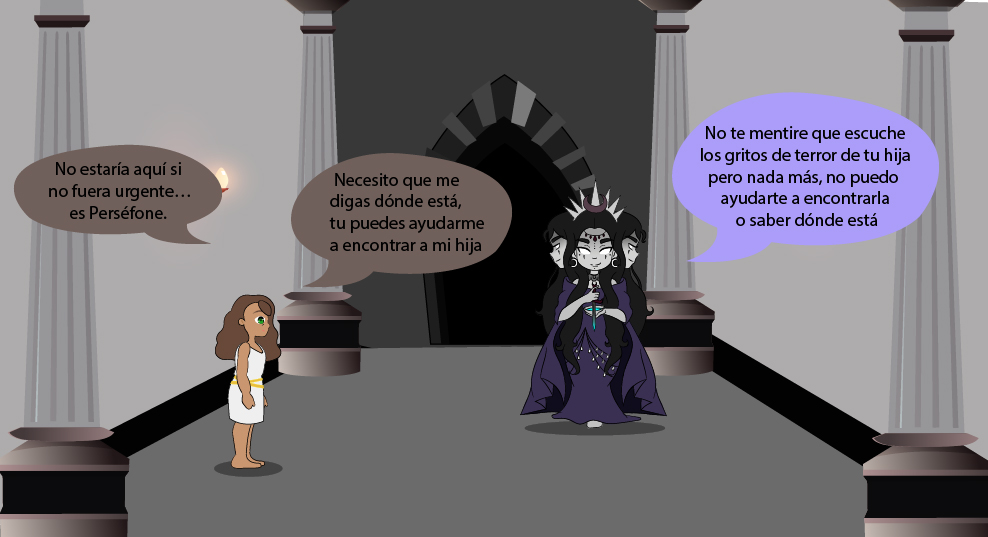 No estaría aquí si
no fuera urgente…
es Perséfone.
Necesito que me
digas dónde está,
tu puedes ayudarme
a encontrar a mi hija
No te mentire que escuche
los gritos de terror de tu hija
pero nada más, no puedo
ayudarte a encontrarla
o saber dónde está